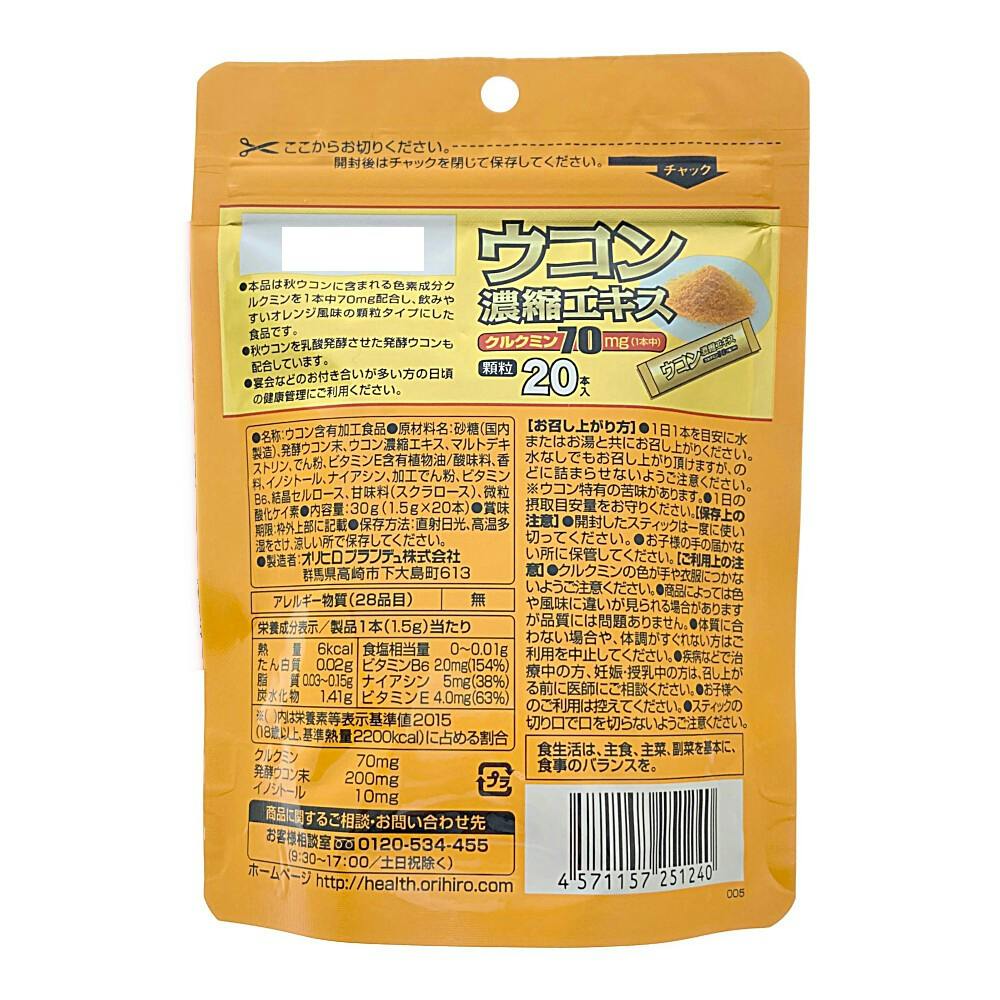 ここからお切りください。
開封後はチャックを閉じて保存してください。
チャック
ウコン
濃縮エキス
クルクミン70mg(1本中)
顆粒 20本入
ウコン濃縮エキス
●本品は秋ウコンに含まれる色素成分ク
ルクミンを1本中70mg配合し、飲みや
すいオレンジ風味の顆粒タイプにした
食品です。
●秋ウコンを乳酸発酵させた発酵ウコンも
配合しています。
●宴会などのお付き合いが多い方の日頃
の健康管理にご利用ください。
●名称:ウコン含有加工食品●原材料名:砂糖(国内
製造)、発酵ウコン末、ウコン濃縮エキス、マルトデキ
ストリン、でん粉、ビタミンE含有植物油/酸味料、香
料、イノシトール、ナイアシン、加工でん粉、ビタミン
B6、結晶セルロース、甘味料(スクラロース)、微粒
酸化ケイ素●内容量:30g(1.5g×20本)●賞味
期限:枠外上部に記載●保存方法:直射日光、高温多
湿をさけ、涼しい所で保存してください。
●製造者:オリヒロプランデュ株式会社
群馬県高崎市下大島町613
アレルギー物質(28品目) 無
栄養成分表示/製品1本(1.5g)当たり
熱量 6kcal 食塩相当量 0〜0.01g
たん白質 0.02g ビタミンB6 2.0mg(154%)
脂質 0.03〜0.15g ナイアシン 5mg(38%)
炭水化物 1.41g ビタミンE 4.0mg(63%)
※( )内は栄養素等表示基準値2015
(18歳以上、基準熱量2200kcal)に占める割合
クルクミン 70mg
発酵ウコン末 200mg
イノシトール 10mg
プラ
商品に関するご相談・お問い合わせ先
お客様相談室 0120-534-455
(9:30〜17:00/土日祝除く)
ホームページ http://health.orihiro.com
【お召し上がり方】●1日1本を目安に水
またはお湯と共にお召し上がりください。
水なしでもお召し上がり頂けますが、の
どに詰まらせないようご注意ください。
※ウコン特有の苦味があります。●1日の
摂取目安量をお守りください。【保存上の
注意】●開封したスティックは一度に使い
切ってください。●お子様の手の届かな
い所に保管してください。【ご利用上の注
意】●クルクミンの色が手や衣服につかな
いようご注意ください。●商品によっては色
や風味に違いが見られる場合があります
が品質には問題ありません。●体質に合
わない場合や、体調がすぐれない方はご
利用を中止してください。●疾病などで治
療中の方、妊娠・授乳中の方は、召し上が
る前に医師にご相談ください。●お子様へ
のご利用は控えてください。●スティックの
切り口で口を切らないようご注意ください。
食生活は、主食、主菜、副菜を基本に、
食事のバランスを。
4 571157 251240
005